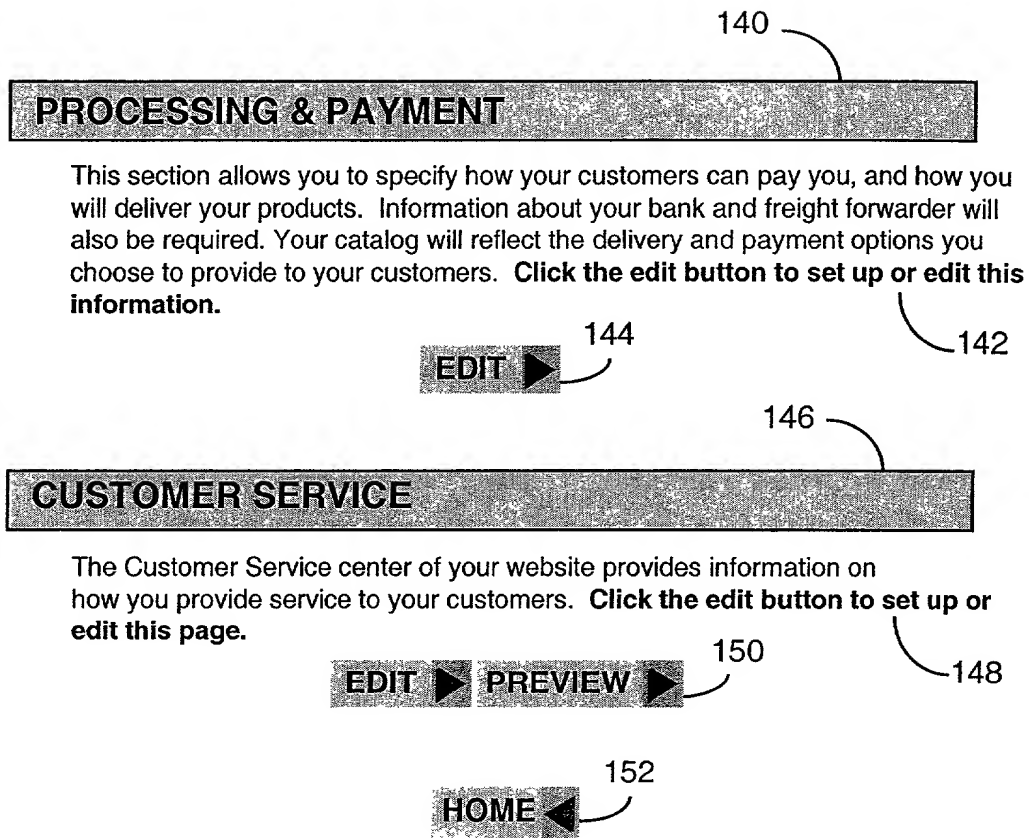 140
PROCESSING & PAYMENT
This section allows you to specify how your customers can pay you, and how you
will deliver your products. Information about your bank and freight forwarder will
also be required. Your catalog will reflect the delivery and payment options you
choose to provide to your customers. Click the edit button to set up or edit this
information.
142
144
EDIT
146
CUSTOMER SERVICE
The Customer Service center of your website provides information on
how you provide service to your customers. Click the edit button to set up or
edit this page.
148
150
EDIT PREVIEW
152
HOME